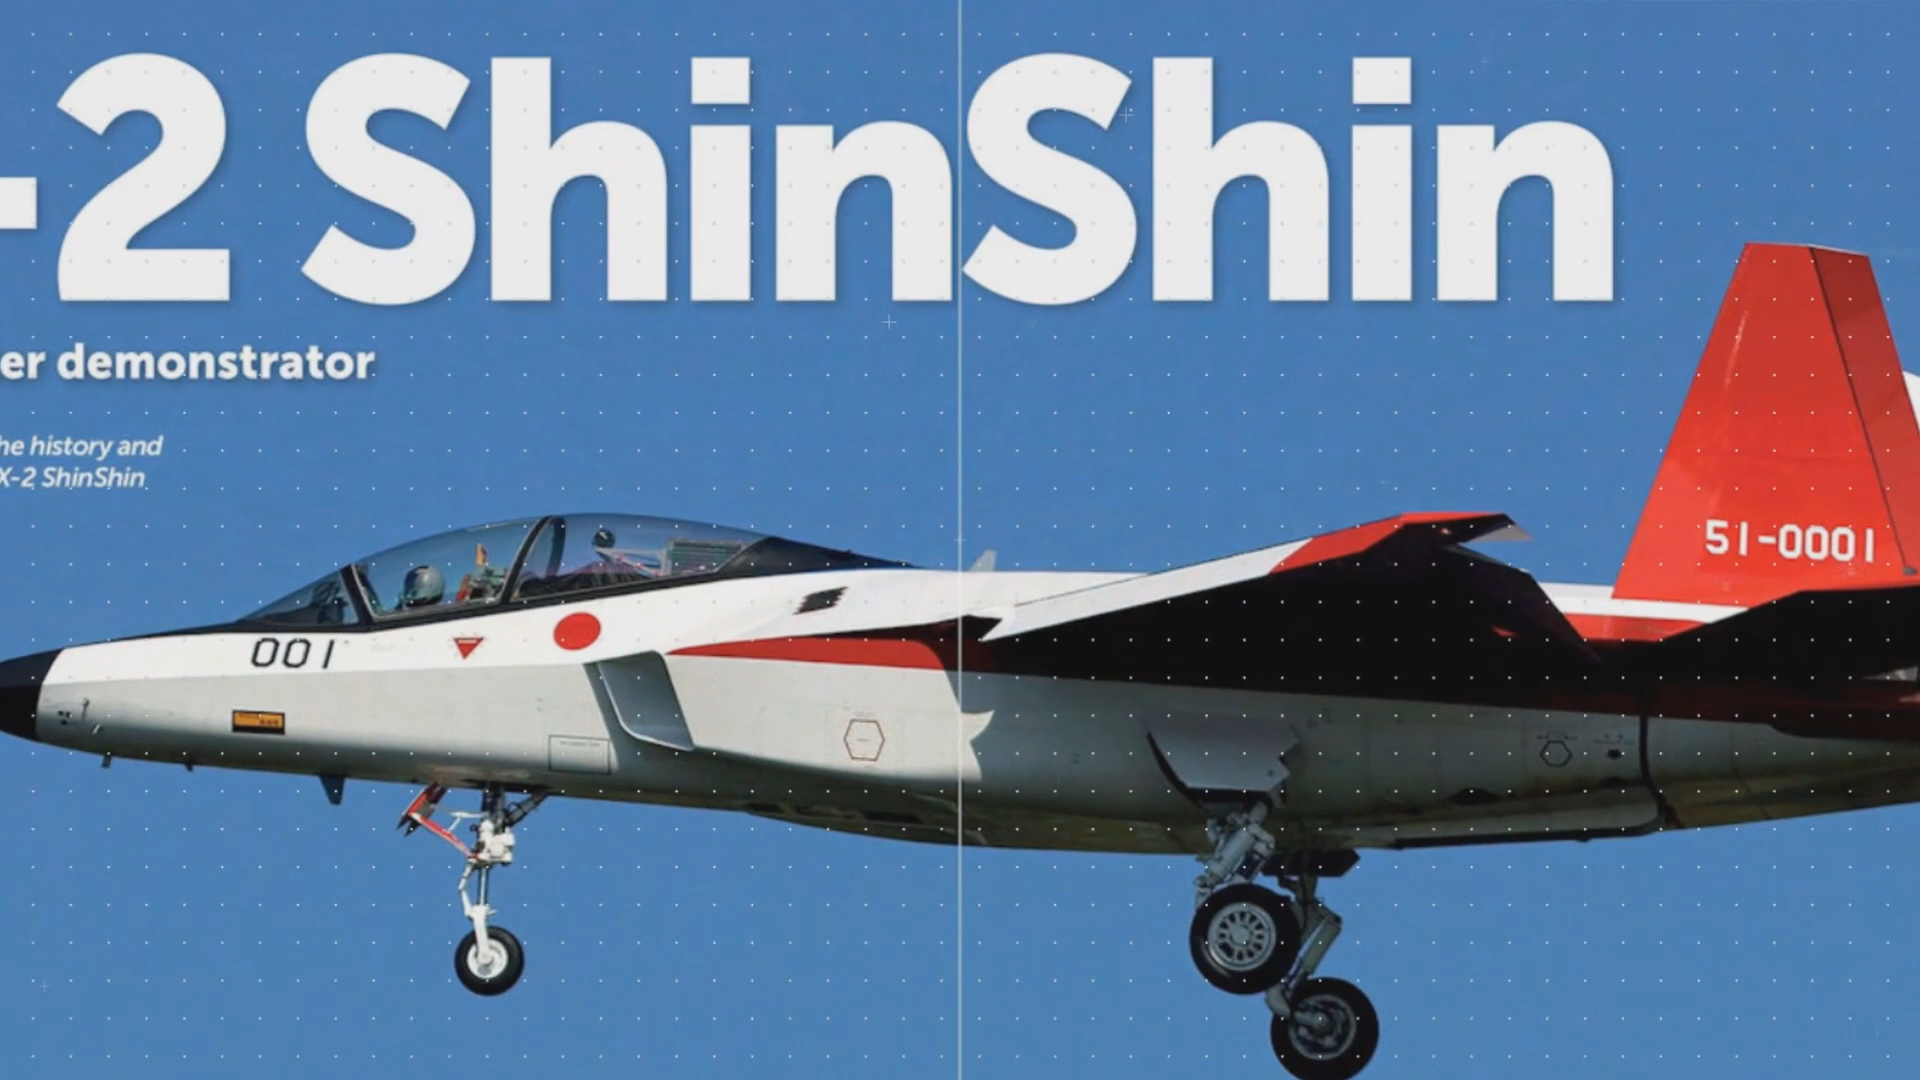 -2 ShinShin
er demonstrator
he history and
X-2 ShinShin
51-0001
001